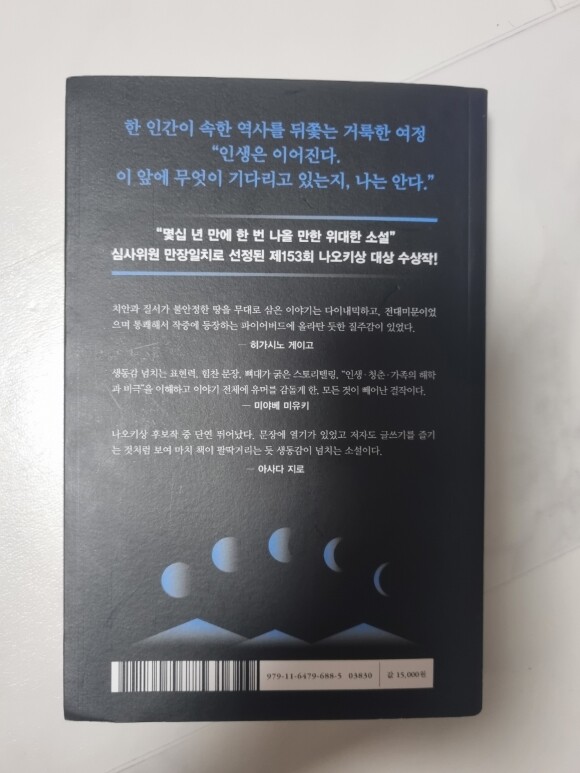 한 인간이 속한 역사를 뒤쫓는 거룩한 여정
“인생은 이어진다.
이 앞에 무엇이 기다리고 있는지, 나는 안다.”
“몇십 년 만에 한 번 나올 만한 위대한 소설”
심사위원 만장일치로 선정된 제153회 나오키상 대상 수상작!
치안과 질서가 불안정한 땅을 무대로 삼은 이야기는 다이내믹하고, 전대미문이었
으며 통쾌해서 작중에 등장하는 파이어버드에 올라탄 듯한 질주감이 있었다.
— 히가시노 게이고
생동감 넘치는 표현력, 힘찬 문장, 뼈대가 굵은 스토리텔링, “인생·청춘·가족의 해학
과 비극”을 이해하고 이야기 전체에 유머를 감돌게 한, 모든 것이 빼어난 걸작이다.
— 미야베 미유키
나오키상 후보작 중 단연 뛰어났다. 문장에 열기가 있었고 저자도 글쓰기를 즐기
는 것처럼 보여 마치 책이 팔딱거리는 듯 생동감이 넘치는 소설이다.
— 아사다 지로
979-11-6479-688-5 03830 값 15,000원